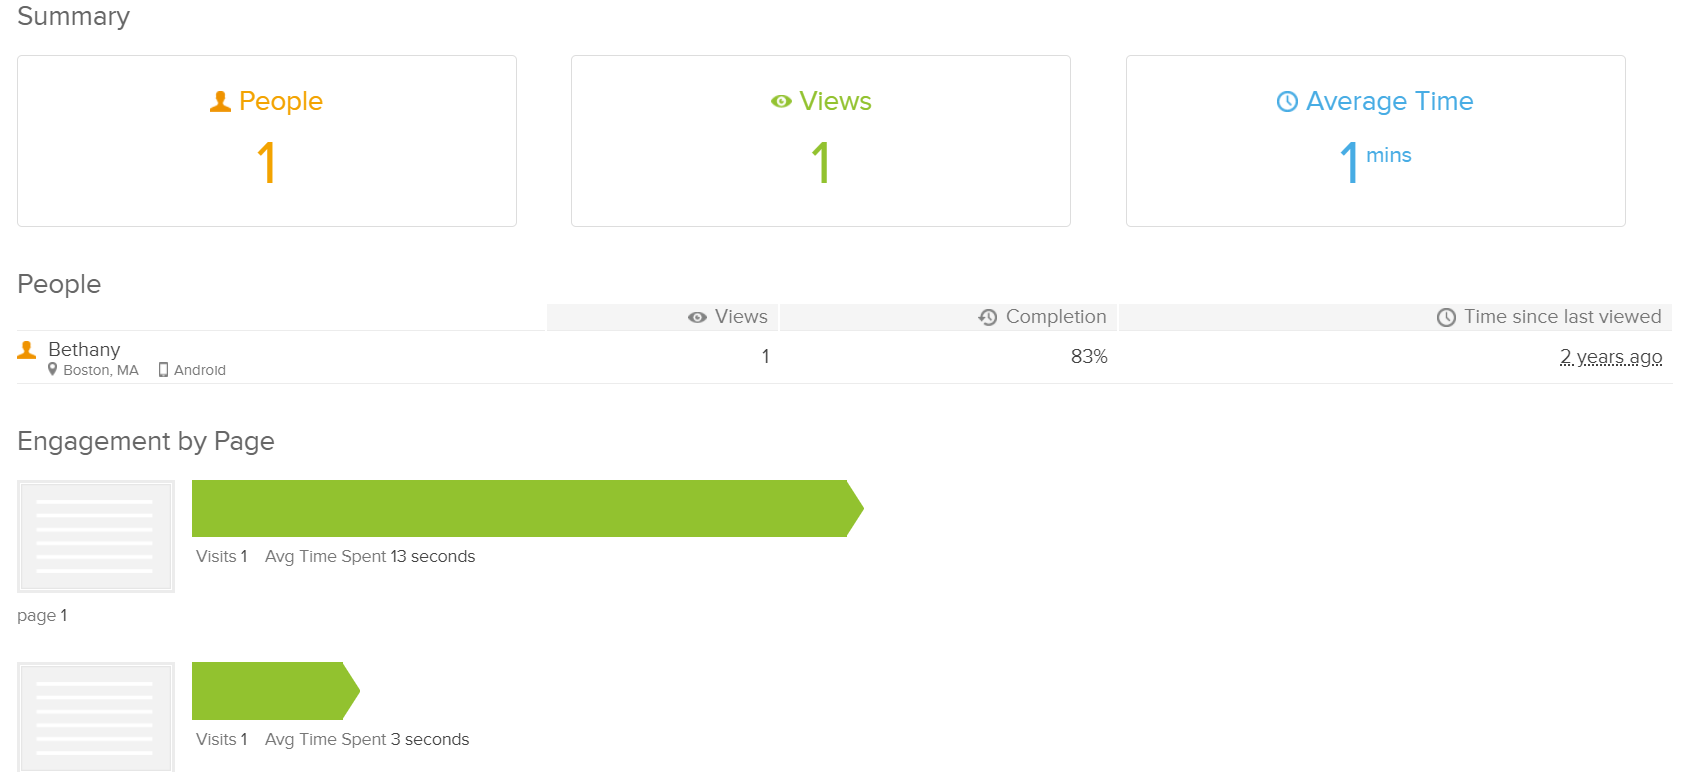 Summary
People
1
Views
1
Average Time
1 mins
People
Views Completion Time since last viewed
Bethany
Boston, MA Android
1 83% 2 years ago
Engagement by Page
Visits 1 Avg Time Spent 13 seconds
page 1
Visits 1 Avg Time Spent 3 seconds